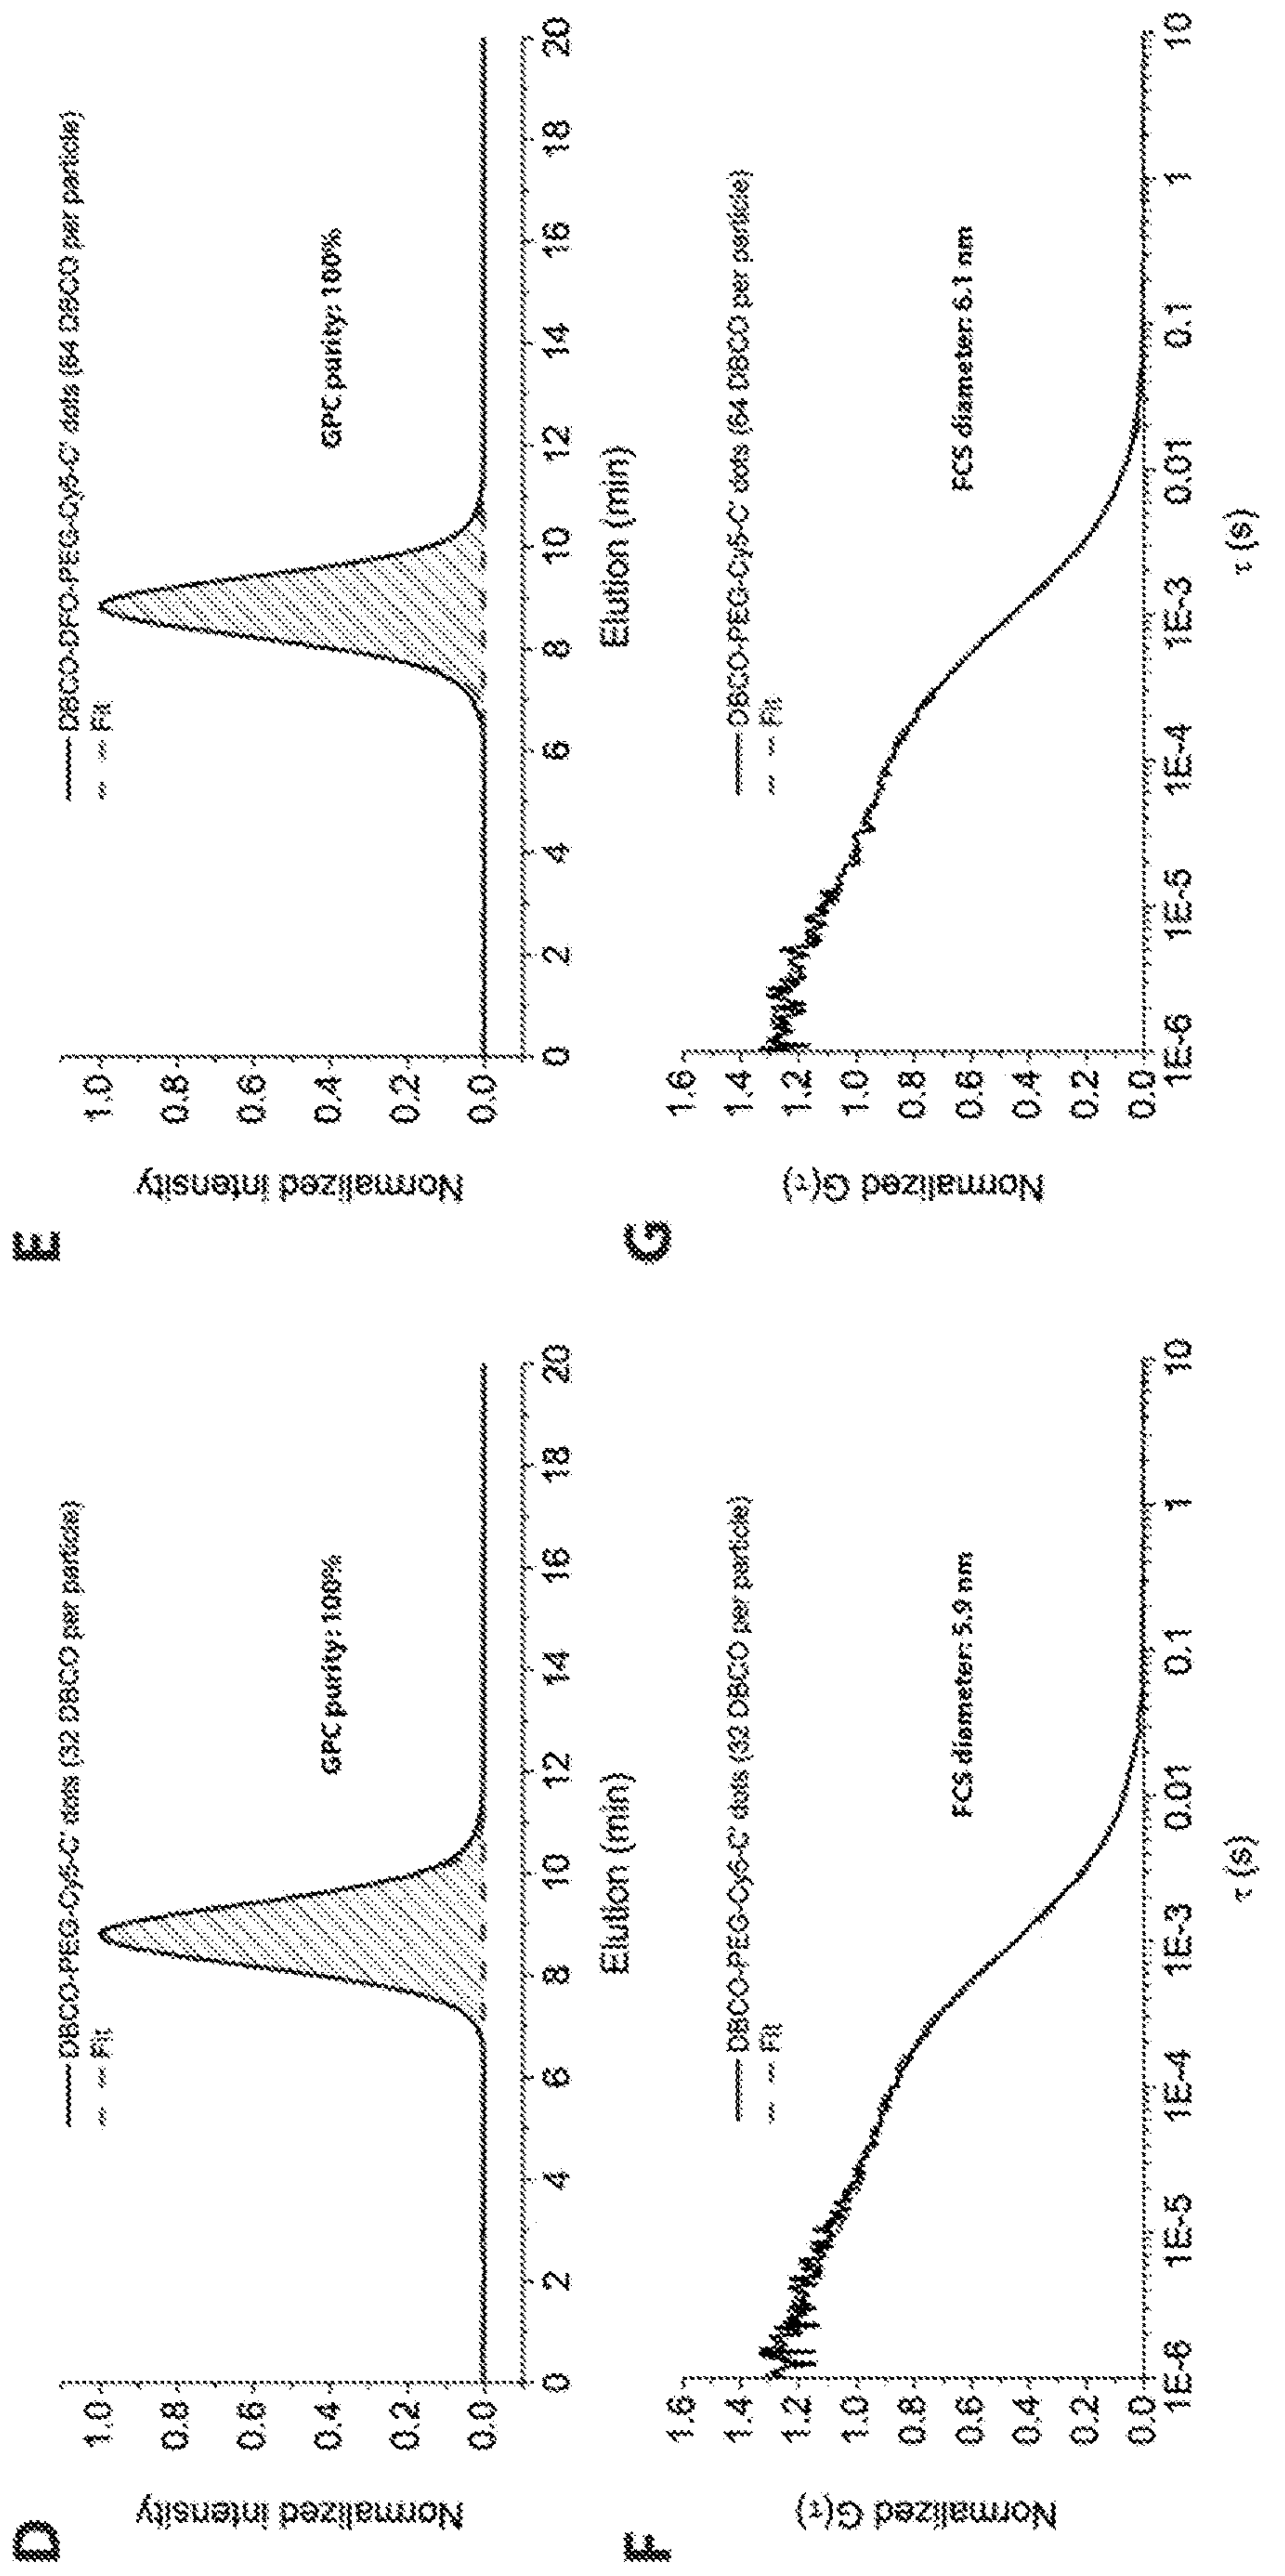 D
Normalized intensity
1.0
0.8
0.6
0.4
0.2
0.0
DBCO-PEG-Cy5-C' dots (32 DBCO per particle)
Fit
GPC purity: 100%
0 2 4 6 8 10 12 14 16 18 20
Elution (min)
E
Normalized intensity
1.0
0.8
0.6
0.4
0.2
0.0
DBCO-DFO-PEG-Cy5-C' dots (64 DBCO per particle)
Fit
GPC purity: 100%
0 2 4 6 8 10 12 14 16 18 20
Elution (min)
F
Normalized G(τ)
1.6
1.4
1.2
1.0
0.8
0.6
0.4
0.2
0.0
DBCO-PEG-Cy5-C' dots (32 DBCO per particle)
Fit
FCS diameter: 5.9 nm
1E-6 1E-5 1E-4 1E-3 0.01 0.1 1 10
τ (s)
G
Normalized G(τ)
1.6
1.4
1.2
1.0
0.8
0.6
0.4
0.2
0.0
DBCO-PEG-Cy5-C' dots (64 DBCO per particle)
Fit
FCS diameter: 6.1 nm
1E-6 1E-5 1E-4 1E-3 0.01 0.1 1 10
τ (s)